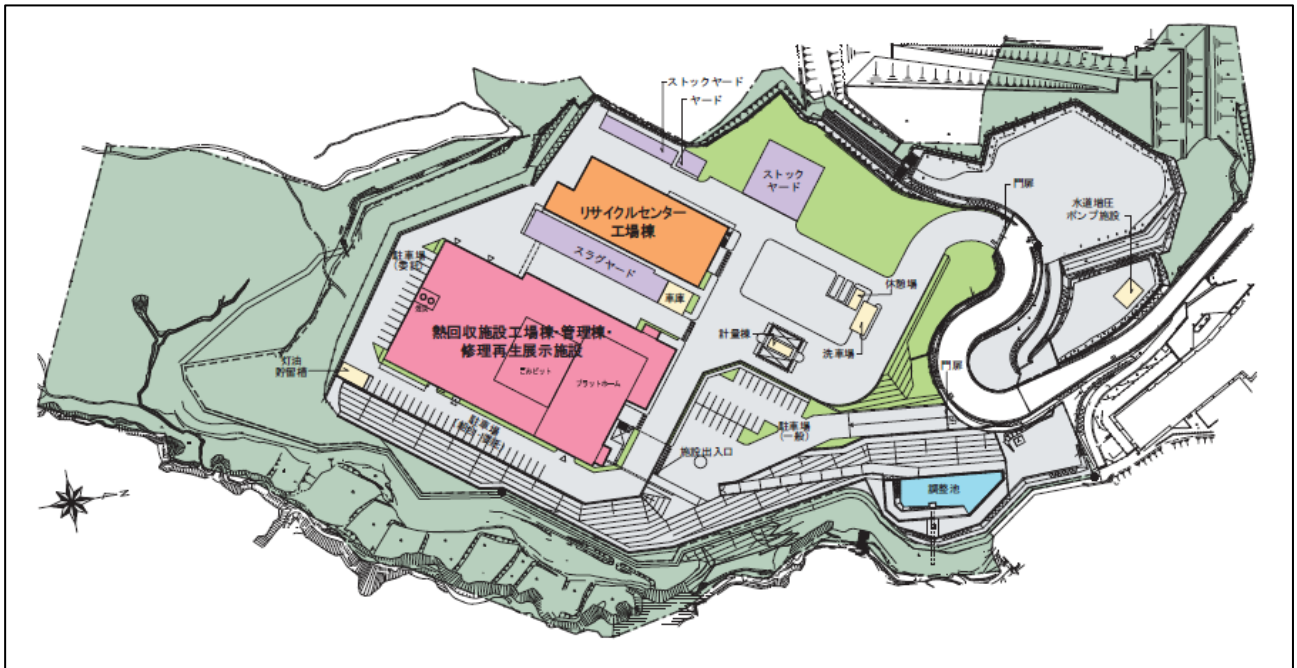 ストックヤード
ヤード
ストック
ヤード
門扉
水道増圧
ポンプ施設
リサイクルセンター
工場棟
スラグヤード
駐車場
(委託)
車庫
休憩場
計量棟
洗車場
熱回収施設工場棟・管理棟・
修理再生展示施設
ごみピット
プラットホーム
灯油
貯留槽
門扉
駐車場
(一般)
駐車場
施設出入口
調整池
N